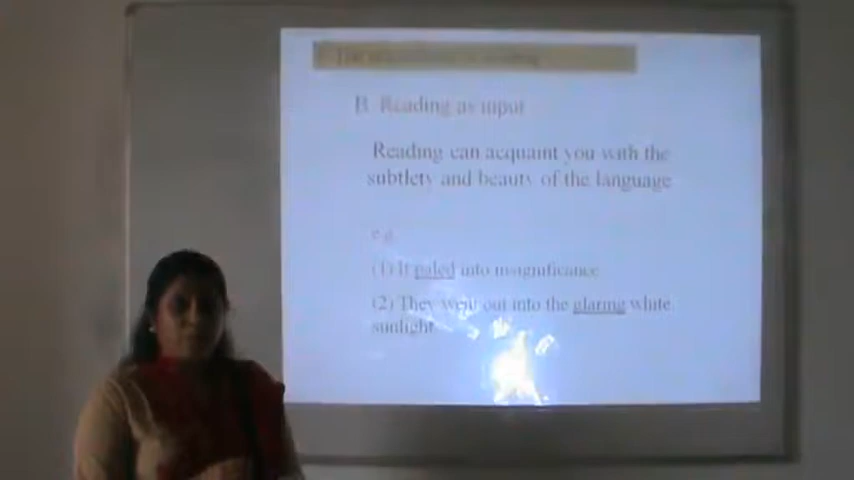 B. Reading as input
Reading can acquaint you with the
subtlety and beauty of the language
e.g.
(1) It paled into insignificance
(2) They went out into the glaring white
sunlight